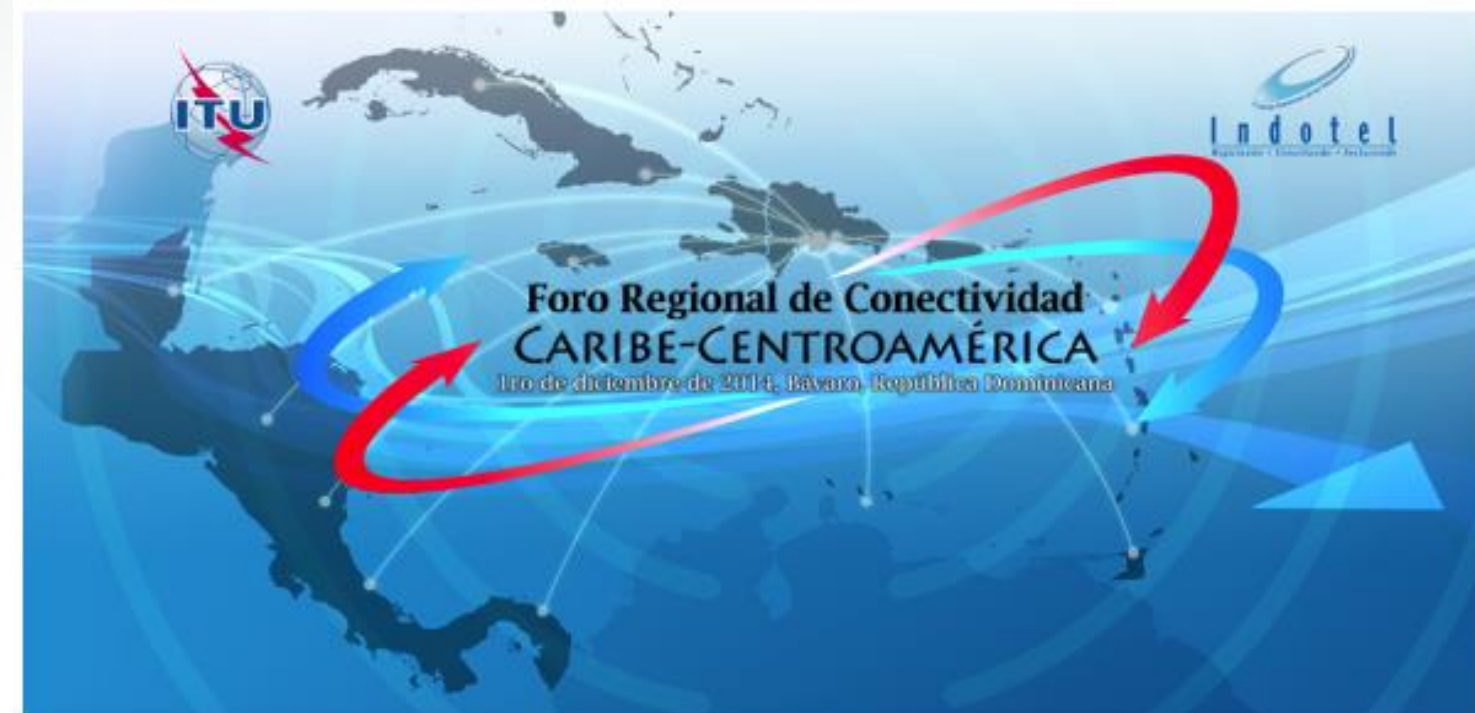 ITU
Indotel
Foro Regional de Conectividad
CARIBE-CENTROAMÉRICA
1ro de diciembre de 2014, Bávaro, República Dominicana